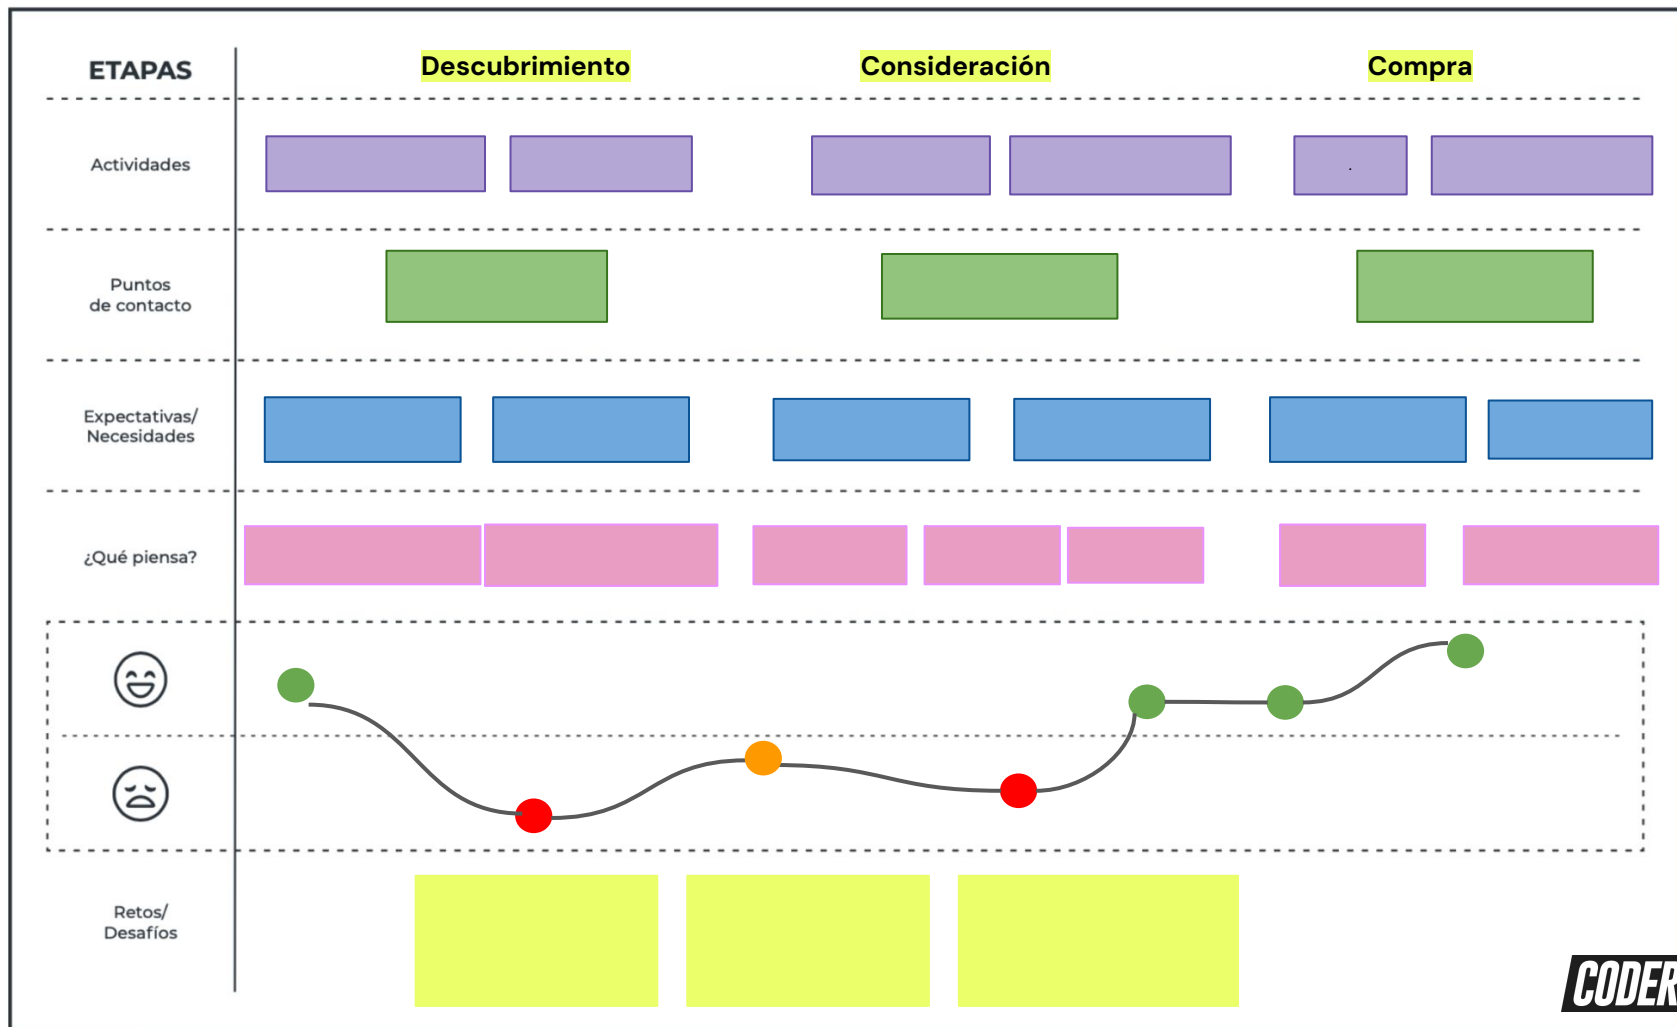 ETAPAS
Descubrimiento
Consideración
Compra
Actividades
.
Puntos
de contacto
Expectativas/
Necesidades
¿Qué piensa?
Retos/
Desafíos
CODER